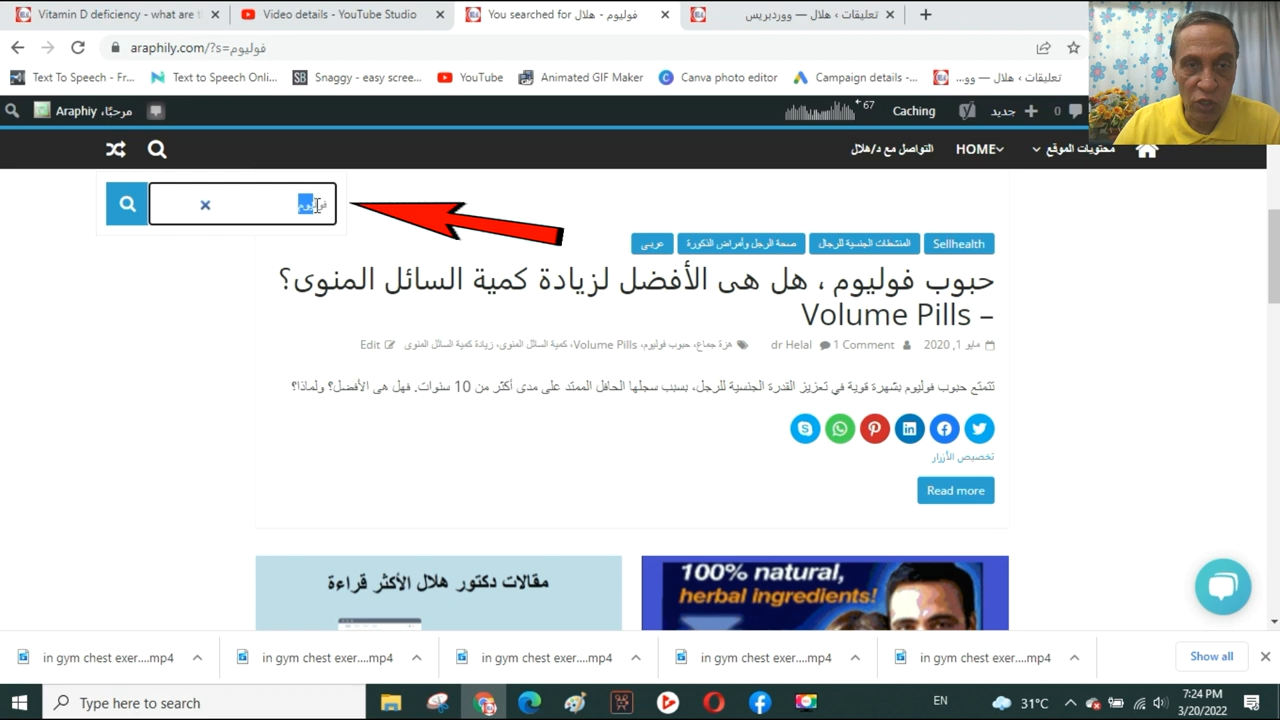 Vitamin D deficiency - what are t
Video details - YouTube Studio
You searched for فوليوم - هلال
تعليقات ‹ هلال — ووردبريس
araphily.com/?s=فوليوم
Text To Speech - Fr...
Text to Speech Onli...
Snaggy - easy scree...
YouTube
Animated GIF Maker
Canva photo editor
Campaign details -...
تعليقات ‹ هلال — وو...
مرحبًا، Araphiy
67
Caching
جديد
0
التواصل مع د/هلال
HOME
محتويات الموقع
فوليوم
عربى
صحة الرجل وأمراض الذكورة
المنشطات الجنسية للرجال
Sellhealth
حبوب فوليوم ، هل هى الأفضل لزيادة كمية السائل المنوى؟
– Volume Pills
مايو 1, 2020
dr Helal
1 Comment
هزة جماع، حبوب فوليوم، Volume Pills، كمية السائل المنوى، زيادة كمية السائل المنوى
Edit
تتمتع حبوب فوليوم بشهرة قوية في تعزيز القدرة الجنسية للرجل، بسبب سجلها الحافل الممتد على مدى أكثر من 10 سنوات. فهل هى الأفضل؟ ولماذا؟
تخصيص الأزرار
Read more
مقالات دكتور هلال الأكثر قراءة
100% natural,
herbal ingredients!
in gym chest exer....mp4
in gym chest exer....mp4
in gym chest exer....mp4
in gym chest exer....mp4
in gym chest exer....mp4
Show all
Type here to search
EN
31°C
7:24 PM
3/20/2022